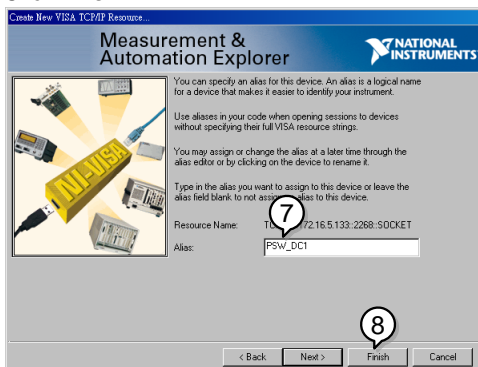 Create New VISA TCP/IP Resource...
Measurement &
Automation Explorer
NATIONAL
INSTRUMENTS
You can specify an alias for this device. An alias is a logical name
for a device that makes it easier to identify your instrument.
Use aliases in your code when opening sessions to devices
without specifying their full VISA resource strings.
You may assign or change the alias at a later time through the
alias editor or by clicking on the device to rename it.
Type in the alias you want to assign to this device or leave the
alias field blank to not alias to this device.
NI-VISA
7
Resource Name: 172.16.5.133::2268::SOCKET
Alias: PSW_DC1
8
< Back Next > Finish Cancel